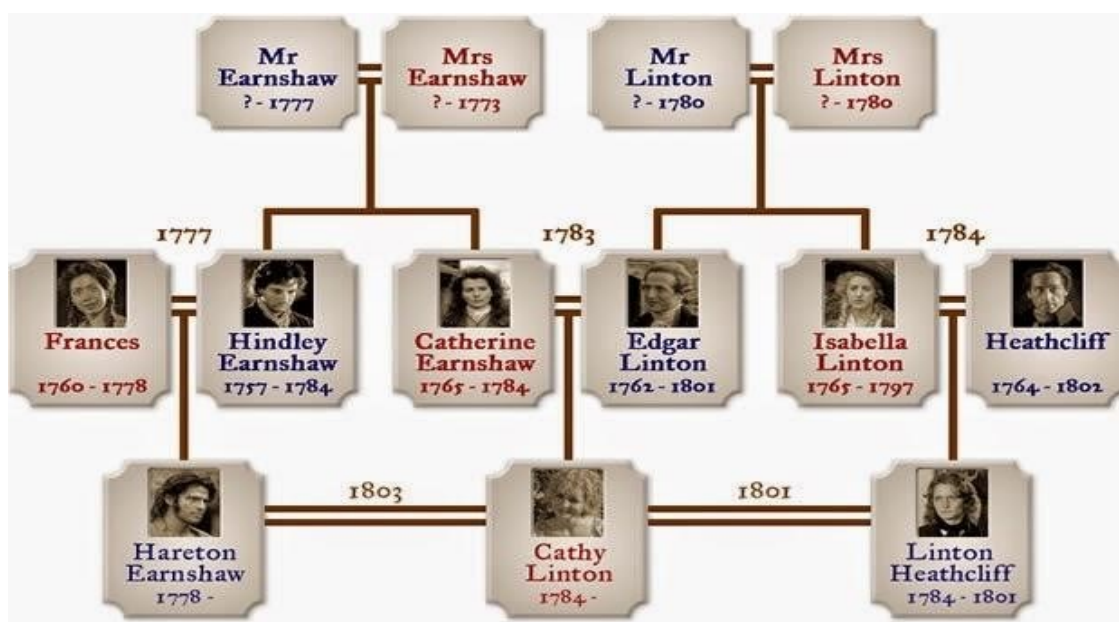 Mr
Earnshaw
? - 1777
Mrs
Earnshaw
? - 1773
Mr
Linton
? - 1780
Mrs
Linton
? - 1780
1777
1783
1784
Frances
1760 - 1778
Hindley
Earnshaw
1757 - 1784
Catherine
Earnshaw
1765 - 1784
Edgar
Linton
1762 - 1801
Isabella
Linton
1765 - 1797
Heathcliff
1764 - 1802
1803
1801
Hareton
Earnshaw
1778 -
Cathy
Linton
1784 -
Linton
Heathcliff
1784 - 1801